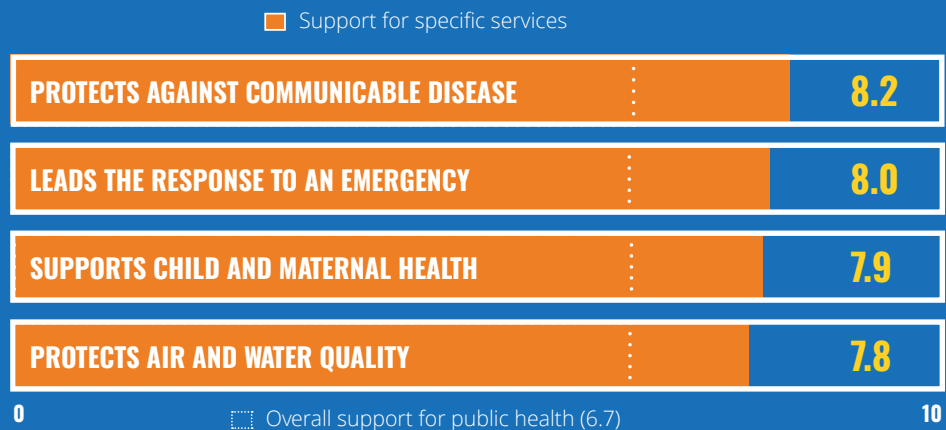 Support for specific services
PROTECTS AGAINST COMMUNICABLE DISEASE 8.2
LEADS THE RESPONSE TO AN EMERGENCY 8.0
SUPPORTS CHILD AND MATERNAL HEALTH 7.9
PROTECTS AIR AND WATER QUALITY 7.8
0 Overall support for public health (6.7) 10